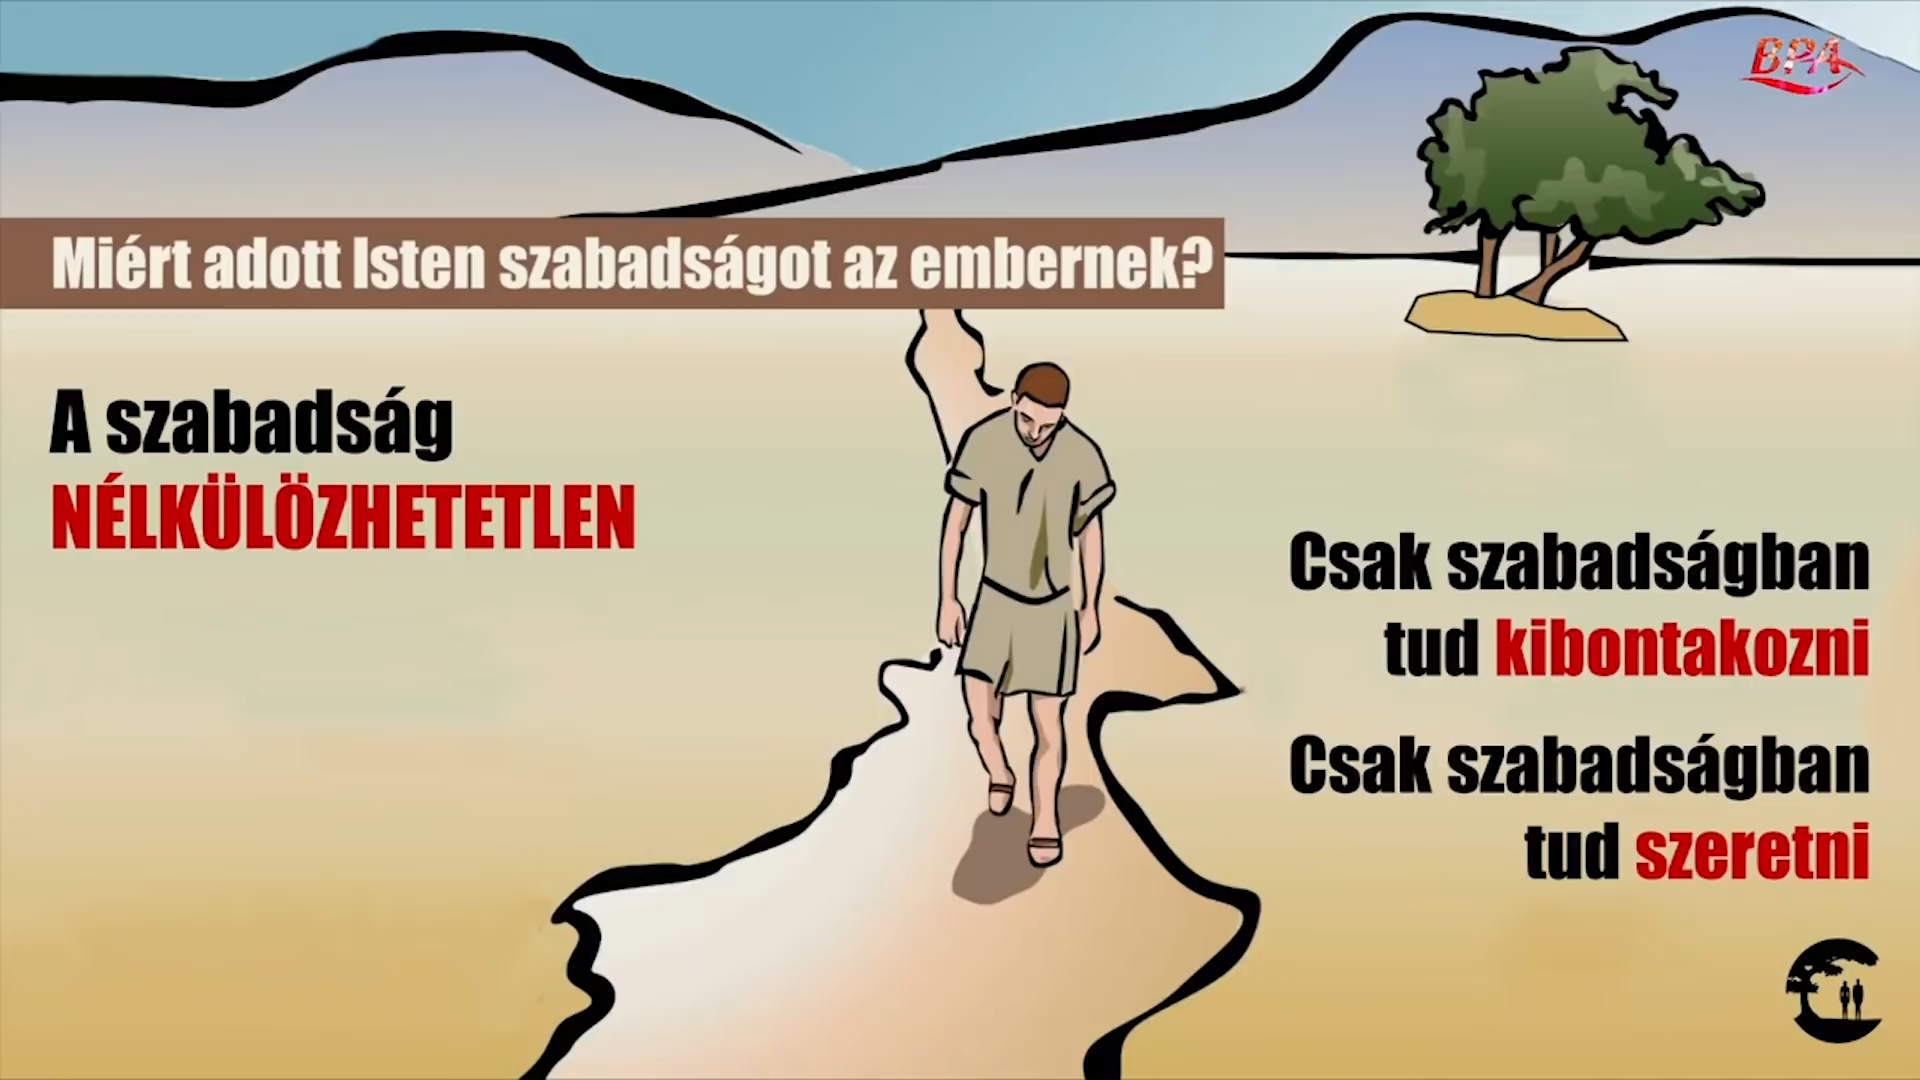 BPA
Miért adott Isten szabadságot az embernek?
A szabadság
NÉLKÜLÖZHETETLEN
Csak szabadságban
tud kibontakozni
Csak szabadságban
tud szeretni